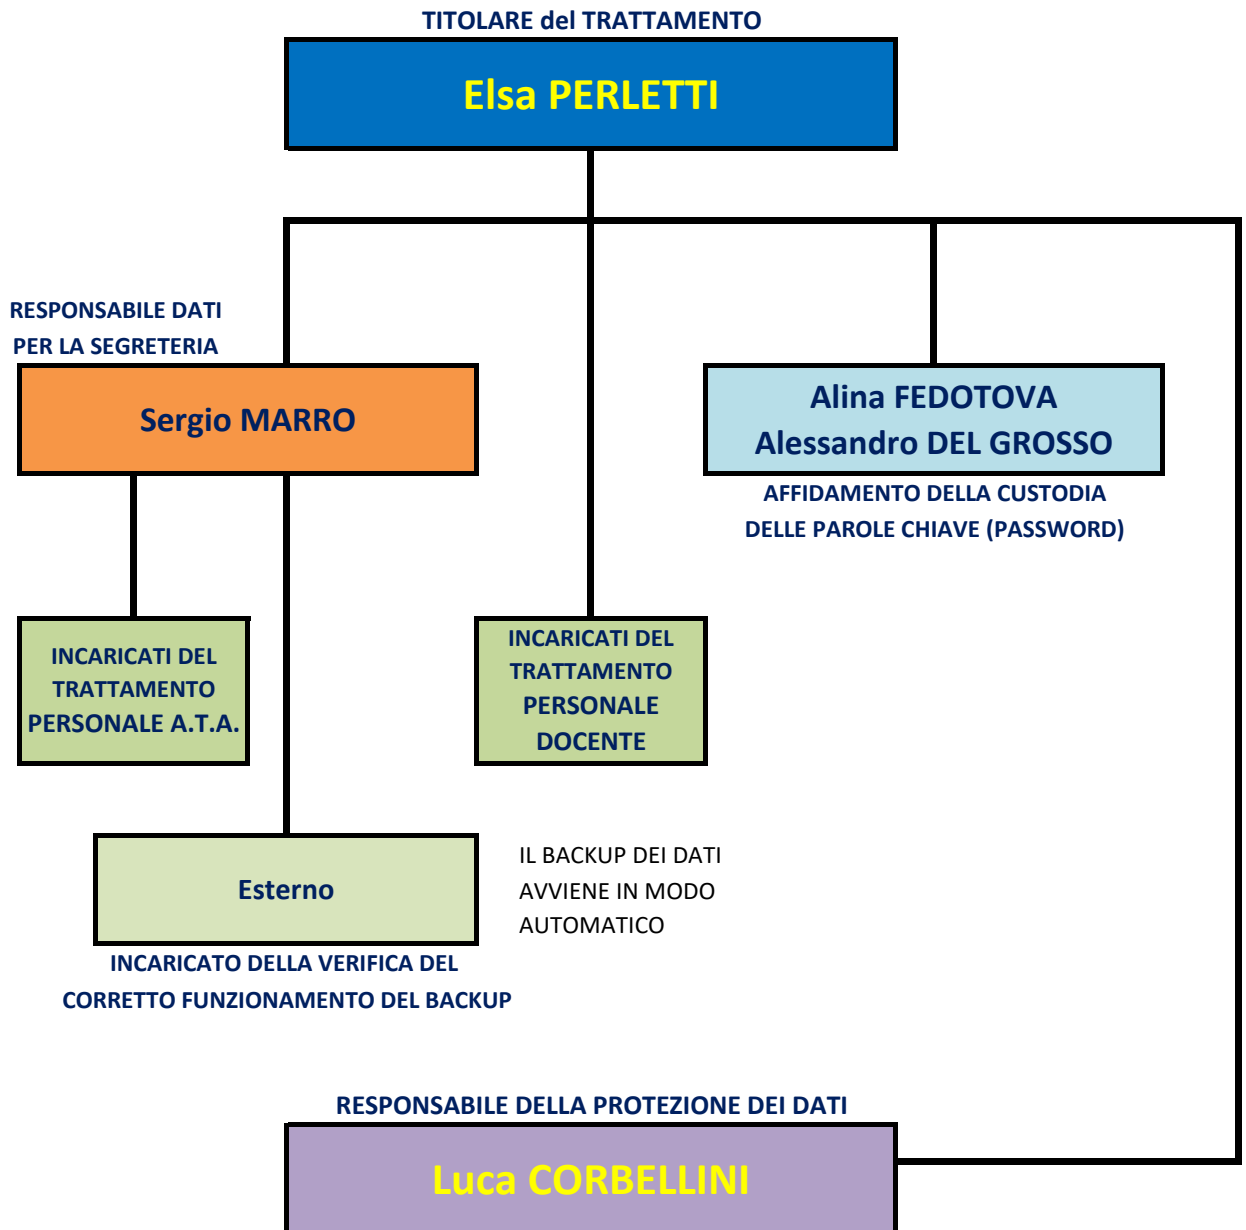 TITOLARE del TRATTAMENTO
Elsa PERLETTI
RESPONSABILE DATI
PER LA SEGRETERIA
Sergio MARRO
Alina FEDOTOVA
Alessandro DEL GROSSO
AFFIDAMENTO DELLA CUSTODIA
DELLE PAROLE CHIAVE (PASSWORD)
INCARICATI DEL
TRATTAMENTO
PERSONALE A.T.A.
INCARICATI DEL
TRATTAMENTO
PERSONALE
DOCENTE
Esterno
IL BACKUP DEI DATI
AVVIENE IN MODO
AUTOMATICO
INCARICATO DELLA VERIFICA DEL
CORRETTO FUNZIONAMENTO DEL BACKUP
RESPONSABILE DELLA PROTEZIONE DEI DATI
Luca CORBELLINI